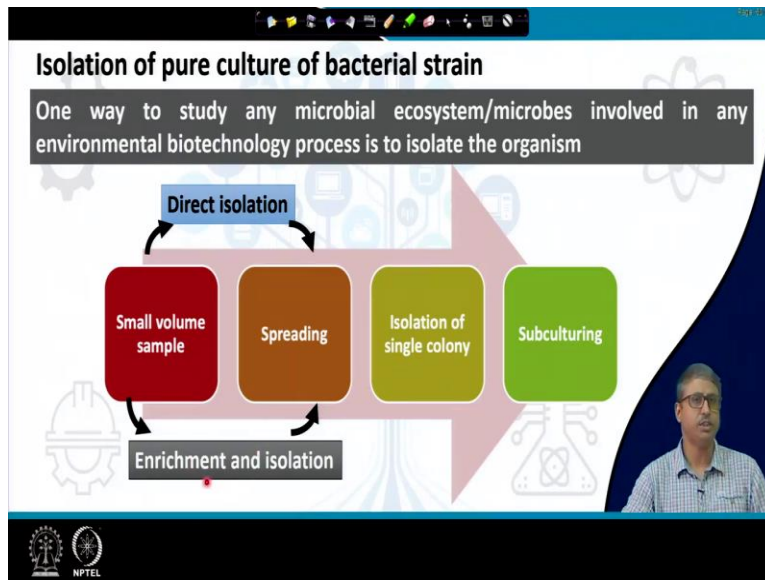 Isolation of pure culture of bacterial strain
One way to study any microbial ecosystem/microbes involved in any
environmental biotechnology process is to isolate the organism
Direct isolation
Small volume
sample
Spreading
Isolation of
single colony
Subculturing
Enrichment and isolation
NPTEL